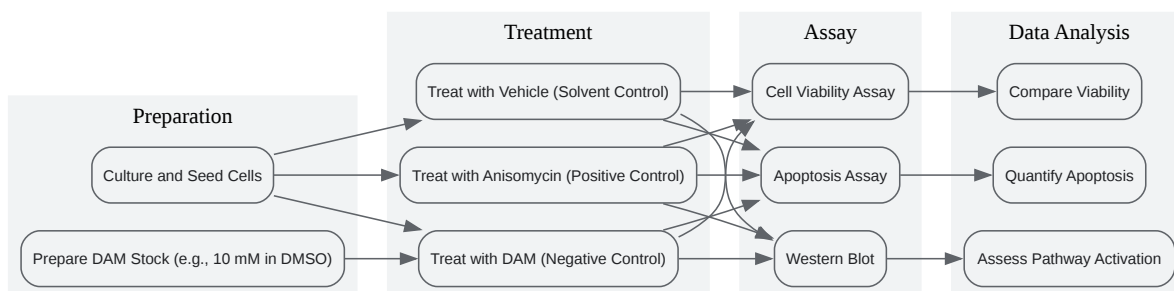 Preparation
Culture and Seed Cells
Prepare DAM Stock (e.g., 10 mM in DMSO)
Treatment
Treat with Vehicle (Solvent Control)
Treat with Anisomycin (Positive Control)
Treat with DAM (Negative Control)
Assay
Cell Viability Assay
Apoptosis Assay
Western Blot
Data Analysis
Compare Viability
Quantify Apoptosis
Assess Pathway Activation